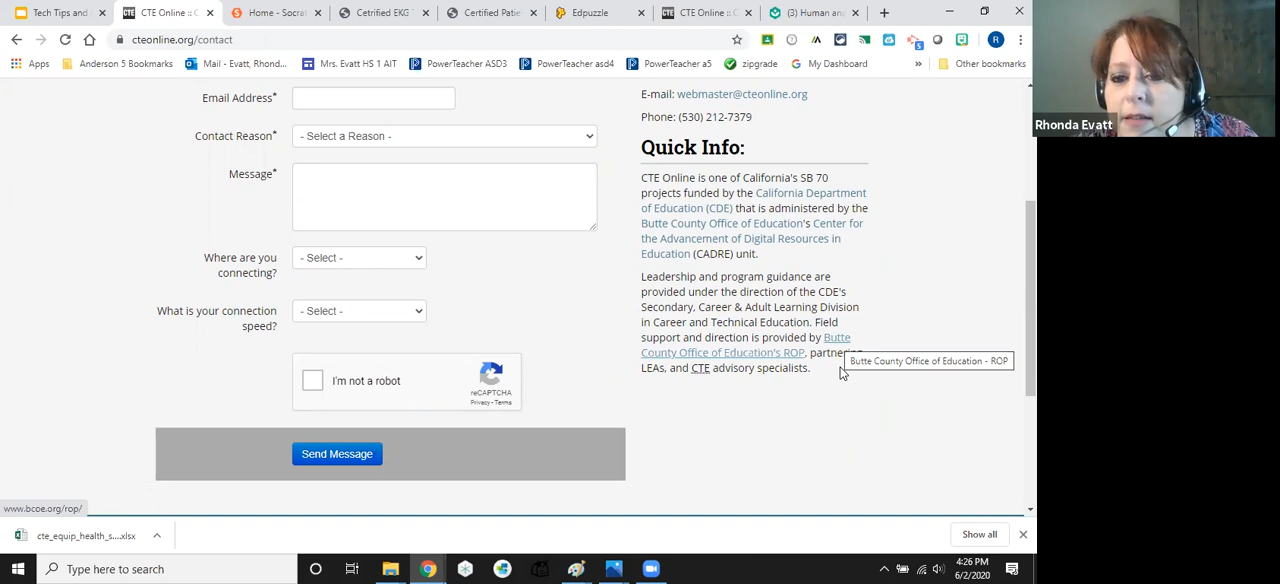 Tech Tips and
CTE Online :: C
Home - Socrat
Cetrified EKG
Certified Patie
Edpuzzle
CTE Online :: C
(3) Human an
cteonline.org/contact
Apps
Anderson 5 Bookmarks
Mail - Evatt, Rhond...
Mrs. Evatt HS 1 AIT
PowerTeacher ASD3
PowerTeacher asd4
PowerTeacher a5
zipgrade
My Dashboard
»
Other bookmarks
Email Address*
Contact Reason*
- Select a Reason -
Message*
Where are you
connecting?
- Select -
What is your connection
speed?
- Select -
I'm not a robot
reCAPTCHA
Privacy - Terms
Send Message
E-mail: webmaster@cteonline.org
Phone: (530) 212-7379
Quick Info:
CTE Online is one of California's SB 70
projects funded by the California Department
of Education (CDE) that is administered by the
Butte County Office of Education's Center for
the Advancement of Digital Resources in
Education (CADRE) unit.
Leadership and program guidance are
provided under the direction of the CDE's
Secondary, Career & Adult Learning Division
in Career and Technical Education. Field
support and direction is provided by Butte
County Office of Education's ROP, partnering
LEAs, and CTE advisory specialists.
Butte County Office of Education - ROP
Rhonda Evatt
www.bcoe.org/rop/
cte_equip_health_s....xlsx
Show all
Type here to search
4:26 PM
6/2/2020